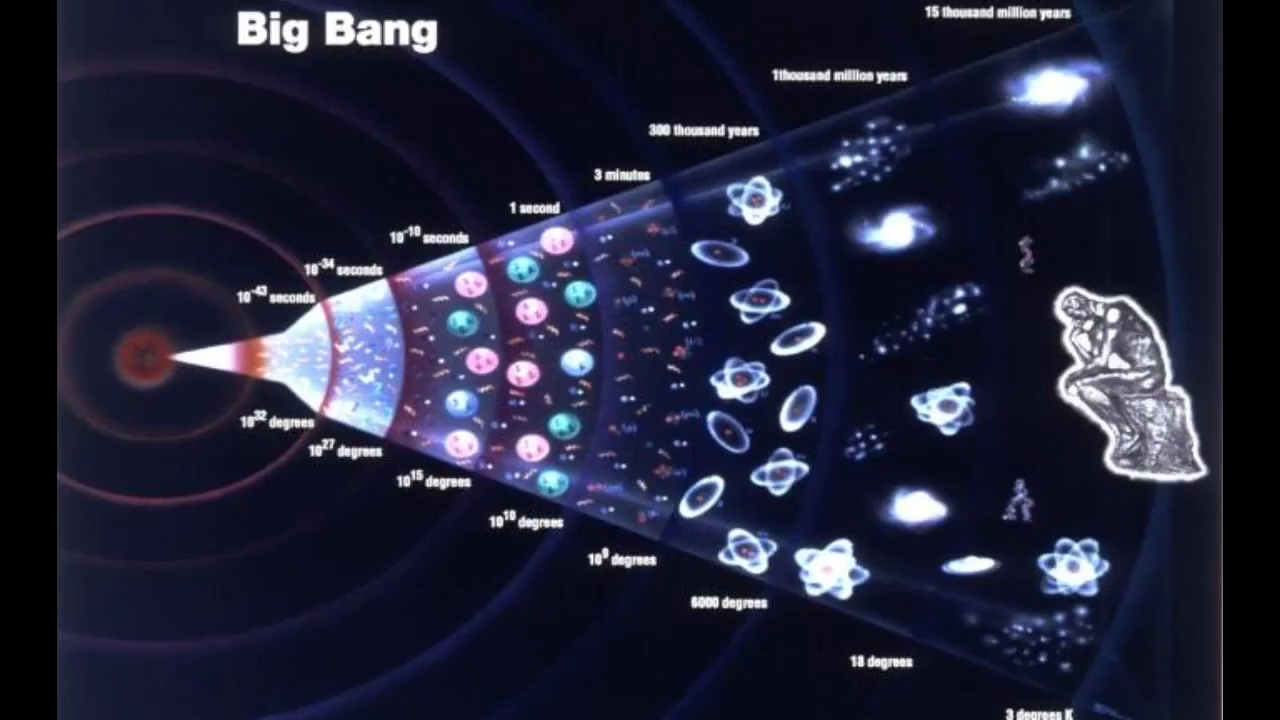 Big Bang
15 thousand million years
1thousand million years
300 thousand years
3 minutes
1 second
10⁻¹⁰ seconds
10⁻³⁴ seconds
10⁻⁴³ seconds
10³² degrees
10²⁷ degrees
10¹⁵ degrees
10¹⁰ degrees
10⁹ degrees
6000 degrees
18 degrees
3 degrees K